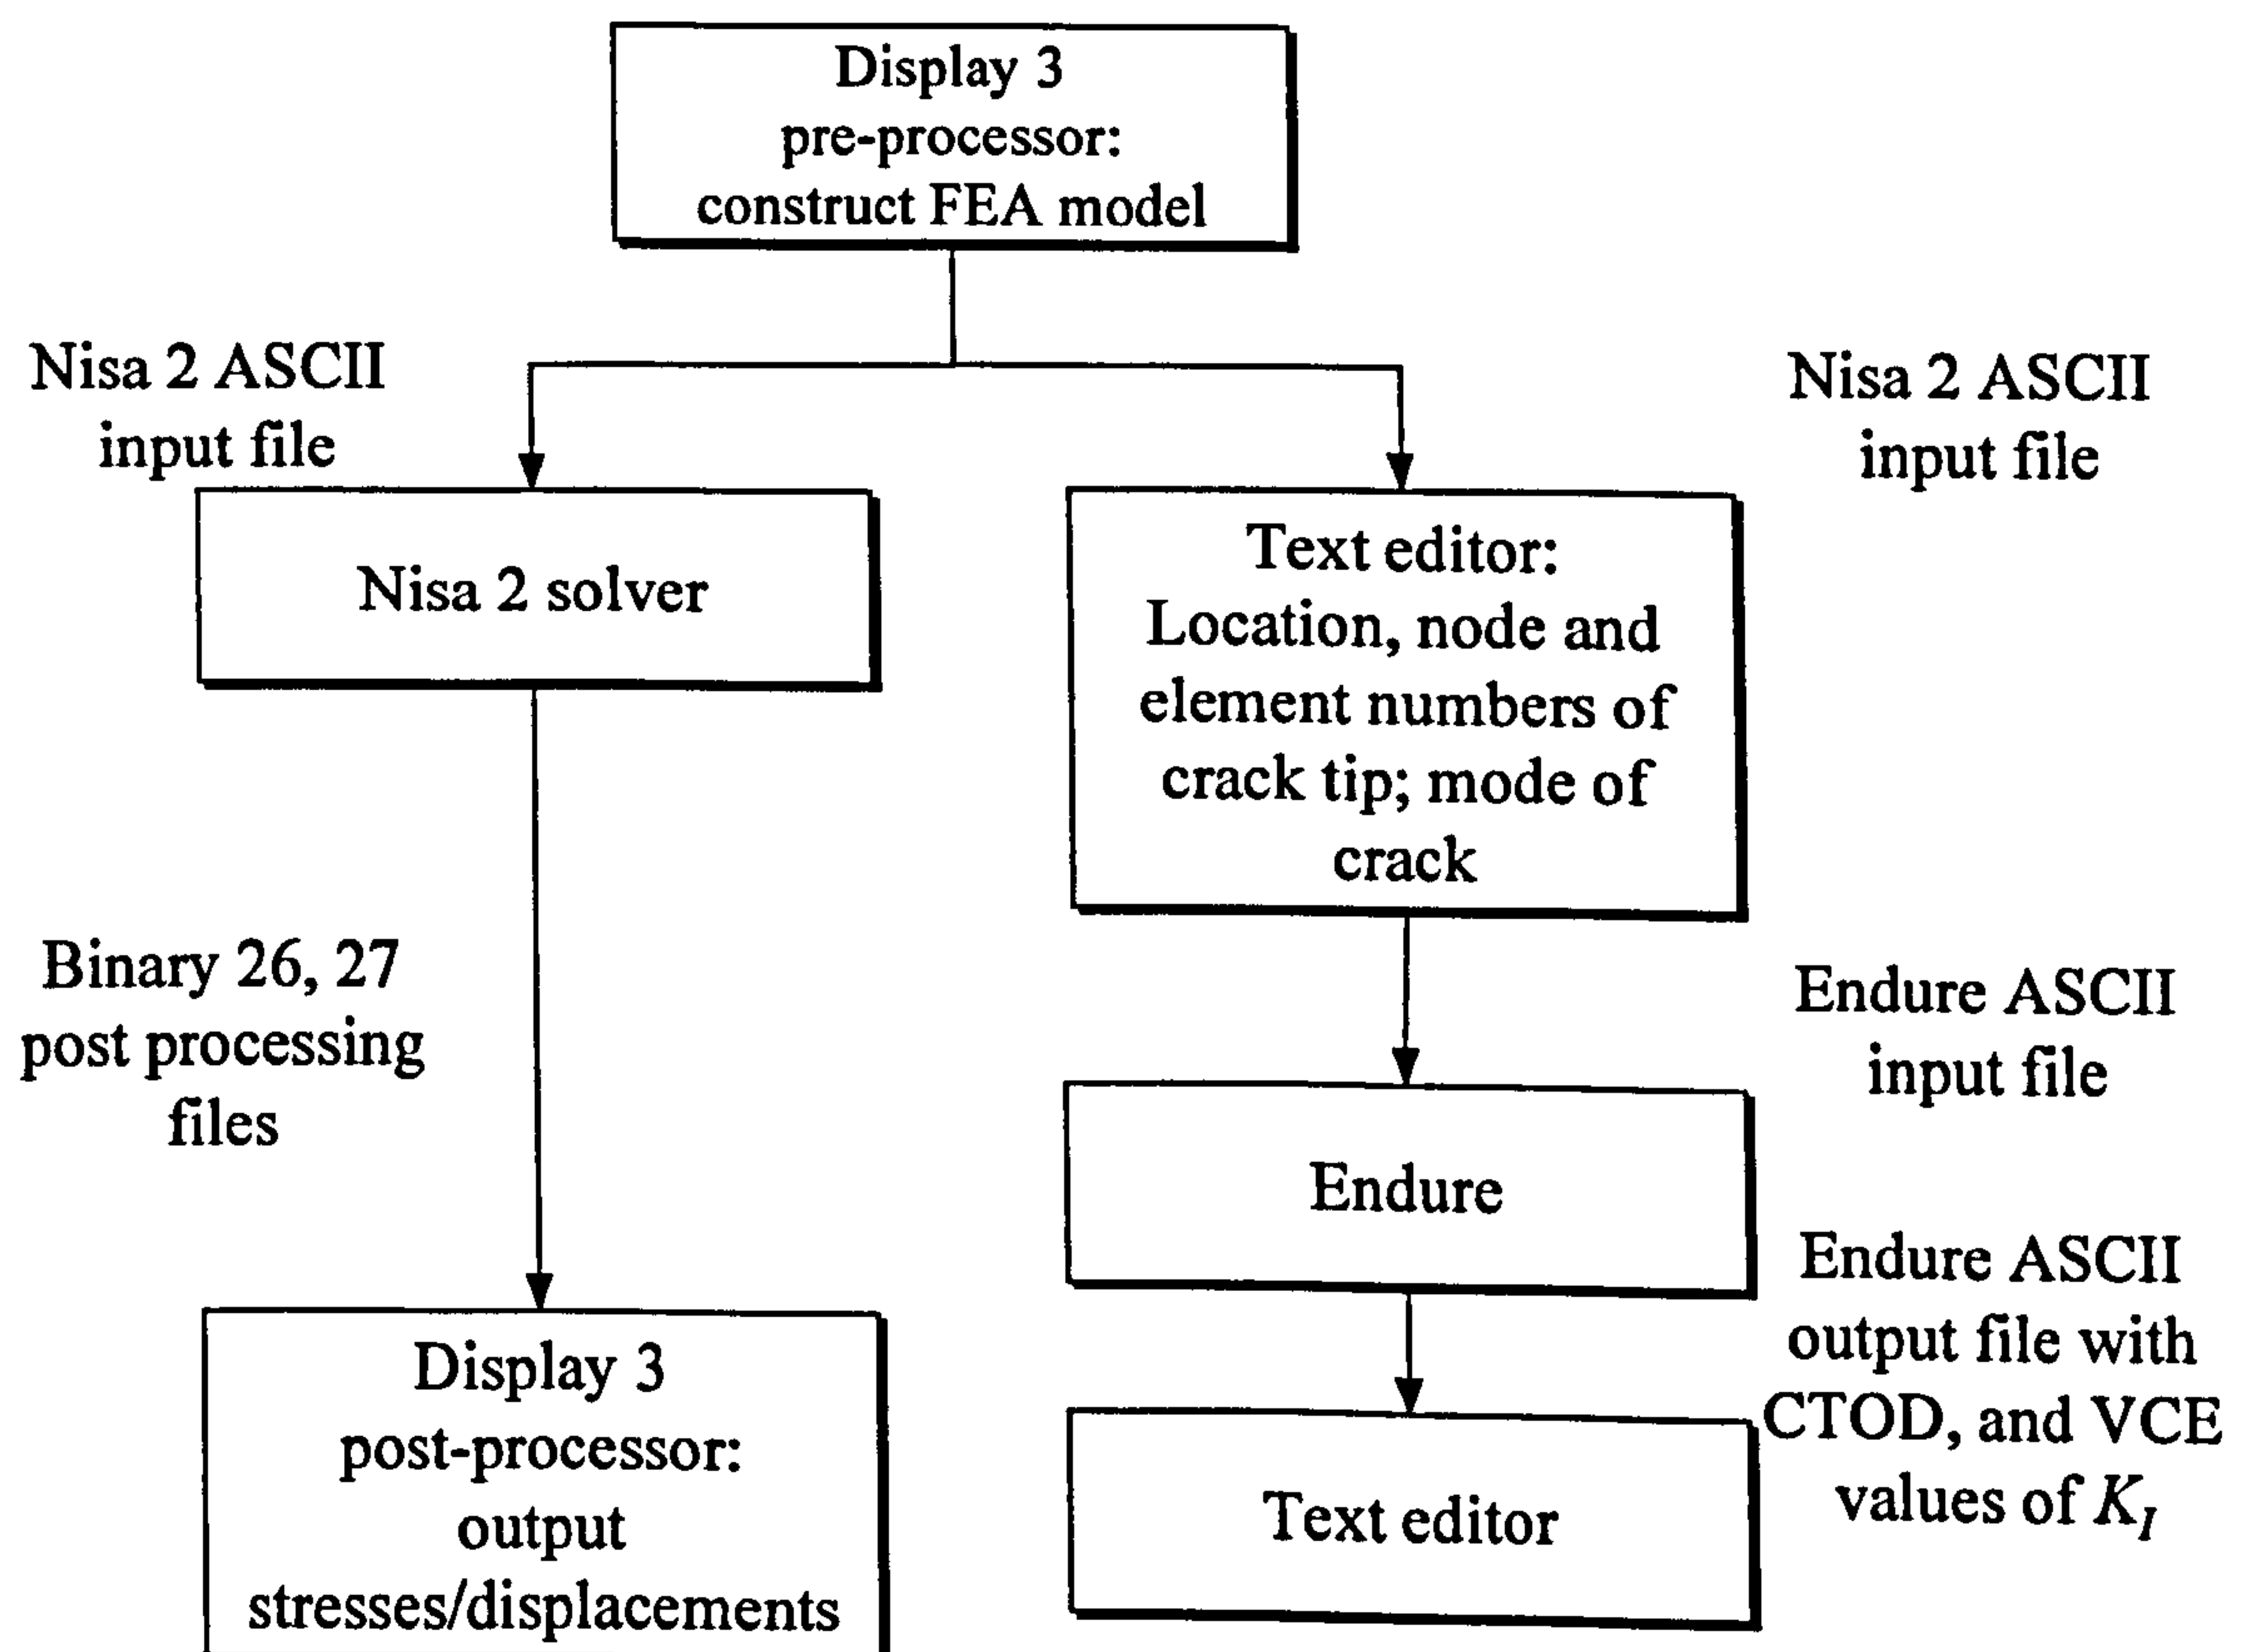 Display 3
pre-processor:
construct FEA model
Nisa 2 ASCII
input file
Nisa 2 ASCII
input file
Nisa 2 solver
Text editor:
Location, node and
element numbers of
crack tip; mode of
crack
Binary 26, 27
post processing
files
Endure ASCII
input file
Endure
Endure ASCII
output file with
CTOD, and VCE
values of K_I
Display 3
post-processor:
output
stresses/displacements
Text editor